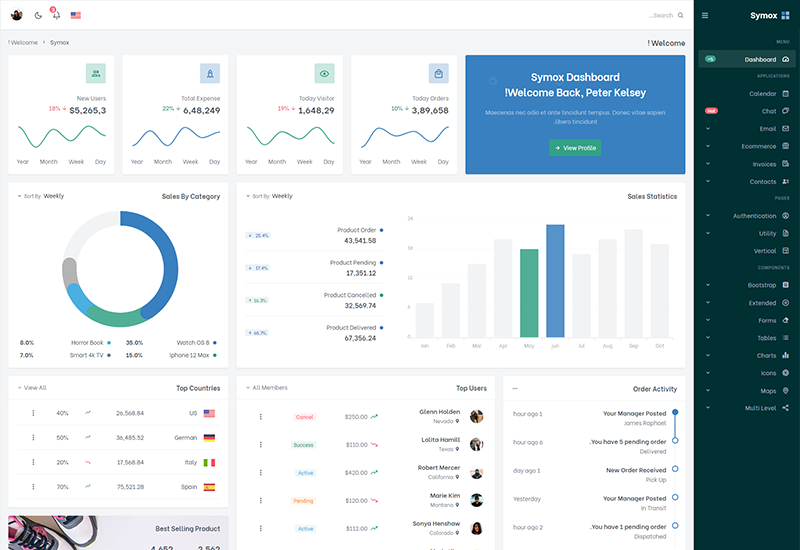 Search...
Symox
! Welcome > Symox
! Welcome
MENU
Dashboard
+5
APPLICATIONS
Calendar
Chat
Hot
Email
Ecommerce
Invoices
Contacts
PAGES
Authentication
Utility
Vertical
COMPONENTS
Bootstrap
Extended
Forms
Tables
Charts
Icons
Maps
Multi Level
New Users
18% $5,265,3
Year Month Week Day
Total Expense
22% 6,48,249
Year Month Week Day
Today Visitor
19% 1,648,29
Year Month Week Day
Today Orders
10% 3,89,658
Year Month Week Day
Symox Dashboard
!Welcome Back, Peter Kelsey
Maecenas nec odio et ante tincidunt tempus. Donec vitae sapien
.libero tincidunt
View Profile
Sort By: Weekly
Sales By Category
8.0% Horror Book 35.0% Watch OS 8
7.0% Smart 4k TV 15.0% Iphone 12 Max
Sort By: Weekly
Sales Statistics
Product Order
+ 25.4% 43,541.58
Product Pending
+ 17.4% 17,351.12
Product Cancelled
+ 16.3% 32,569.74
Product Delivered
+ 65.7% 67,356.24
24
18
12
6
0
Jan Feb Mar Apr May Jun Jul Aug Sep Oct
View All
Top Countries
40% 26,568.84 US
50% 36,485.52 German
20% 17,568.84 Italy
70% 75,521.28 Spain
Best Selling Product
4,652 2,562
All Members
Top Users
Cancel $250.00 Glenn Holden
Nevada
Success $110.00 Lolita Hamill
Texas
Active $420.00 Robert Mercer
California
Pending $120.00 Marie Kim
Montana
Active $112.00 Sonya Henshaw
Colorado
Order Activity
hour ago 1 Your Manager Posted
James Raphael
hour ago 6 .You have 5 pending order
Delivered
day ago 1 New Order Received
Pick Up
Yesterday Your Manager Posted
In Transit
hour ago 2 .You have 1 pending order
Dispatched